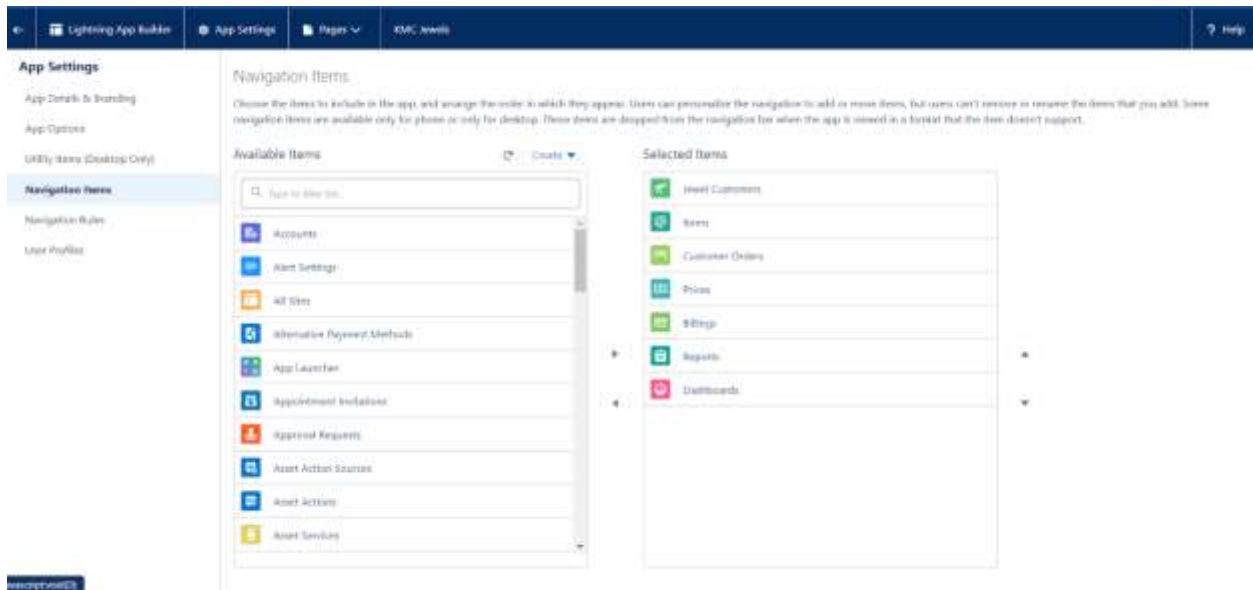 Lightning App Builder
App Settings
Pages
KMC Jewels
? Help
App Settings
App Details & Branding
App Options
Utility Items (Desktop Only)
Navigation Items
Navigation Rules
User Profiles
Navigation Items
Choose the items to include in the app, and arrange the order in which they appear. Users can personalize the navigation to add or move items, but users can't remove or rename the items that you add. Some
navigation items are available only for phone or only for desktop. These items are dropped from the navigation bar when the app is viewed in a format that the item doesn't support.
Available Items
Create
Type to filter list...
Accounts
Alert Settings
All Sites
Alternative Payment Methods
App Launcher
Appointment Invitations
Approval Requests
Asset Action Sources
Asset Actions
Asset Services
Selected Items
Jewel Customers
Items
Customer Orders
Prices
Billings
Reports
Dashboards